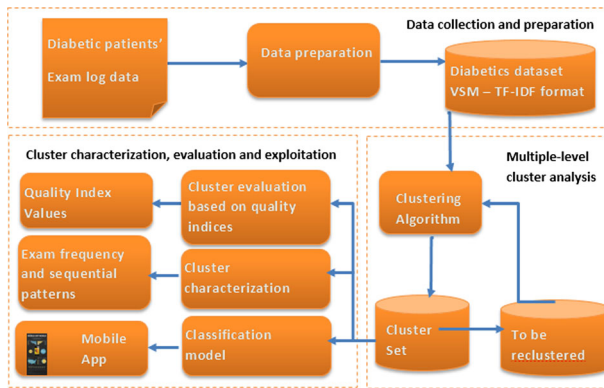 Data collection and preparation
Diabetic patients'
Exam log data
Data preparation
Diabetics dataset
VSM – TF-IDF format
Cluster characterization, evaluation and exploitation
Quality Index
Values
Cluster evaluation
based on quality
indices
Exam frequency
and sequential
patterns
Cluster
characterization
Mobile
App
Classification
model
Multiple-level
cluster analysis
Clustering
Algorithm
Cluster
Set
To be
reclustered